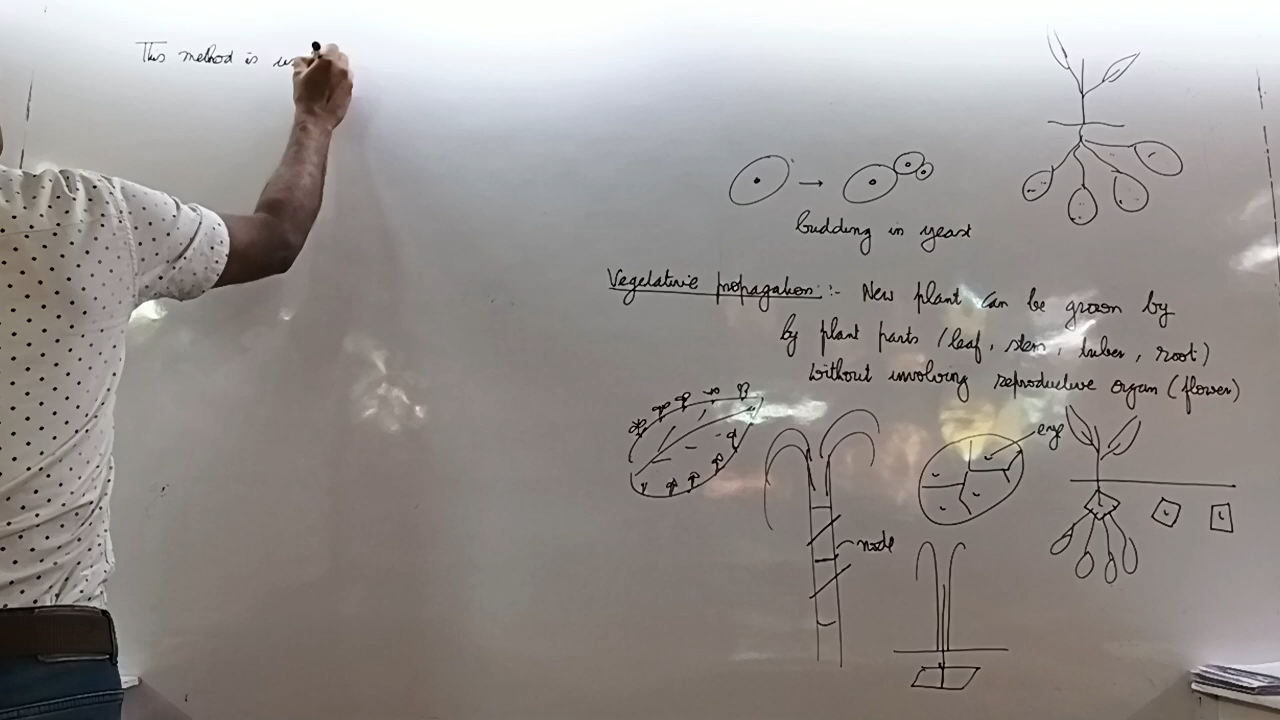 This method is us
budding in yeast
Vegetative propagation :- New plant can be grown by
by plant parts (leaf, stem, tuber, root)
Without involving reproductive organ (flower)
eye
node